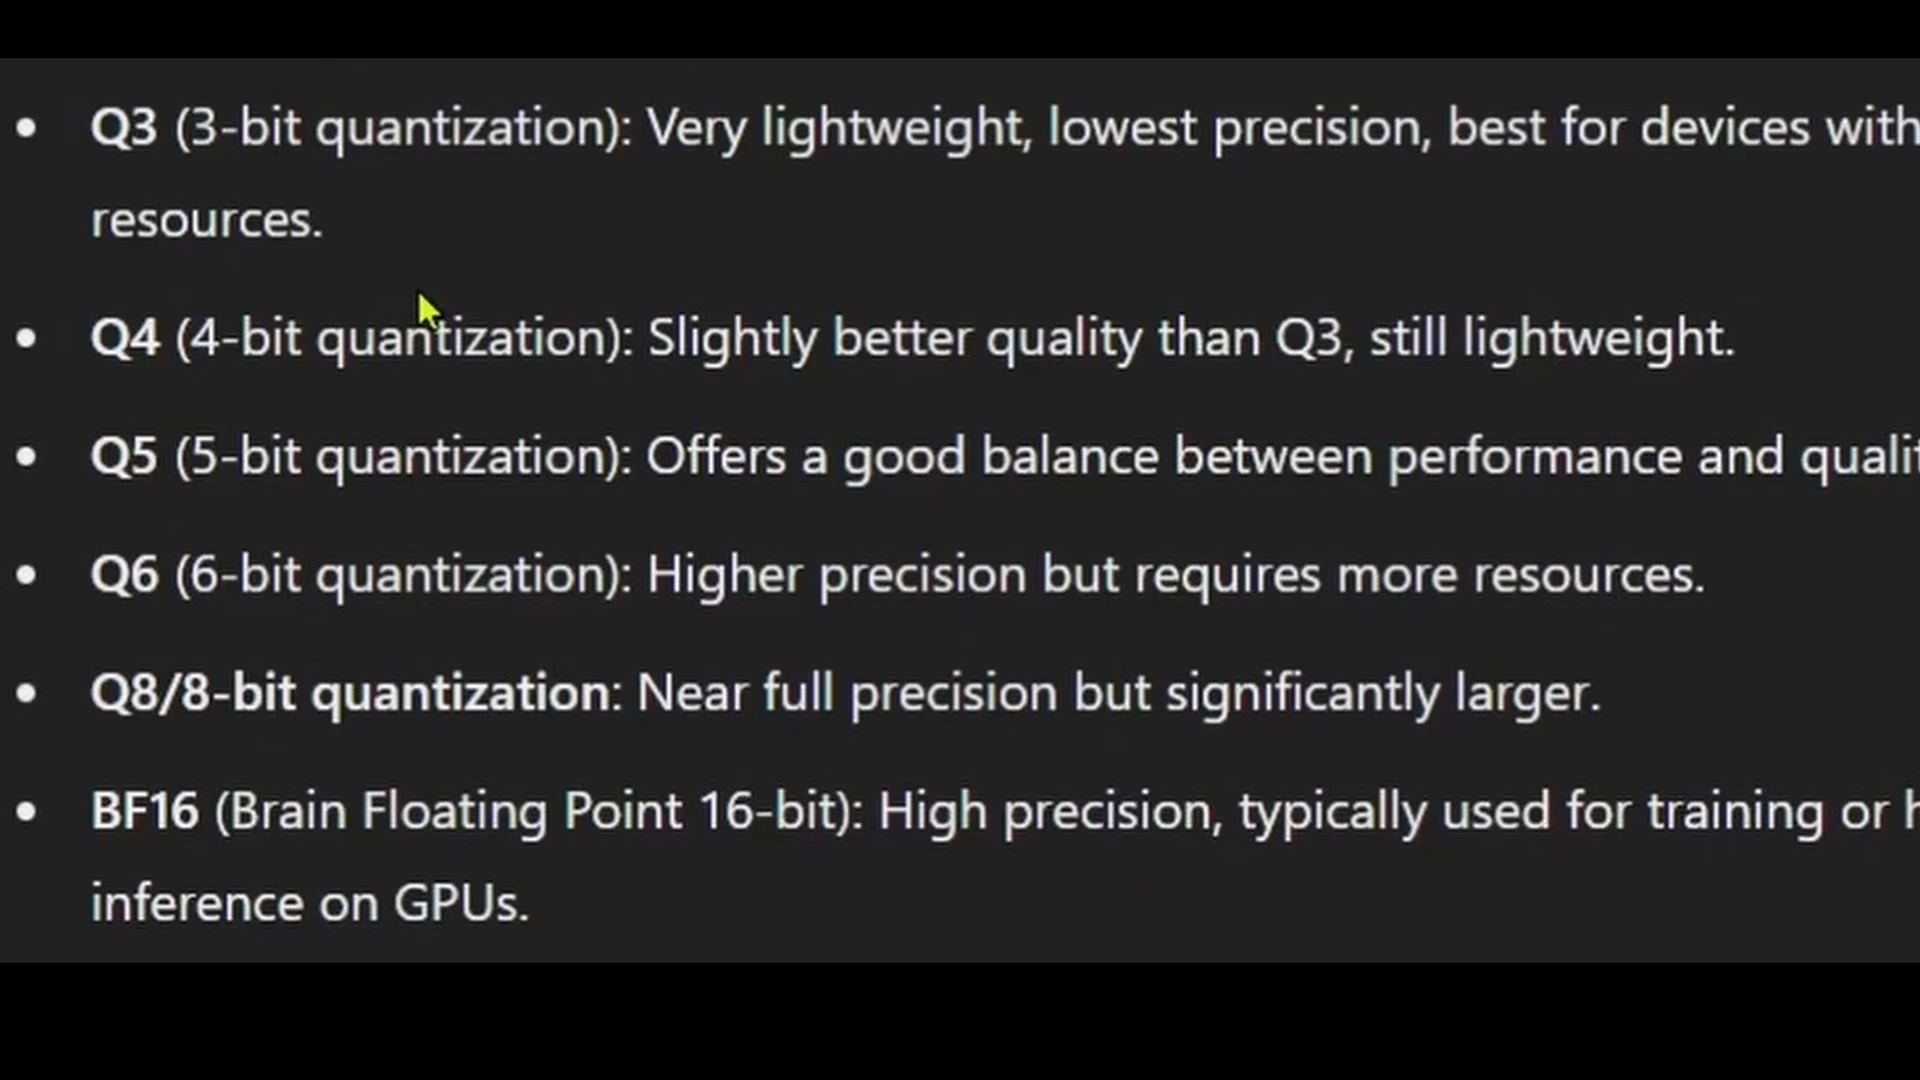 • Q3 (3-bit quantization): Very lightweight, lowest precision, best for devices with
resources.
• Q4 (4-bit quantization): Slightly better quality than Q3, still lightweight.
• Q5 (5-bit quantization): Offers a good balance between performance and
• Q6 (6-bit quantization): Higher precision but requires more resources.
• Q8/8-bit quantization: Near full precision but significantly larger.
• BF16 (Brain Floating Point 16-bit): High precision, typically used for training or
inference on GPUs.